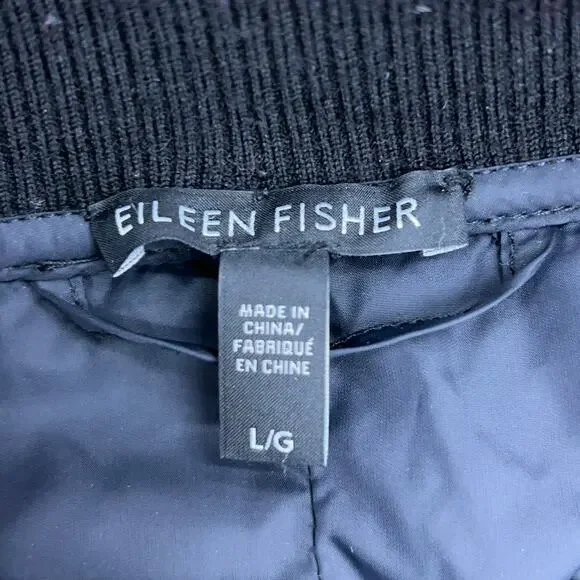 EILEEN FISHER
MADE IN
CHINA/
FABRIQUÉ
EN CHINE
L/G